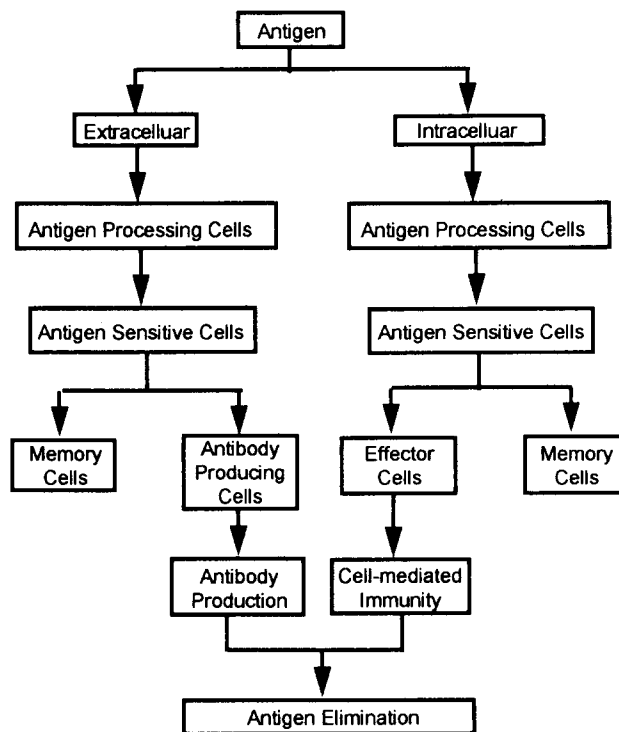 Antigen
Extracelluar
Intracelluar
Antigen Processing Cells
Antigen Processing Cells
Antigen Sensitive Cells
Antigen Sensitive Cells
Memory
Cells
Antibody
Producing
Cells
Effector
Cells
Memory
Cells
Antibody
Production
Cell-mediated
Immunity
Antigen Elimination